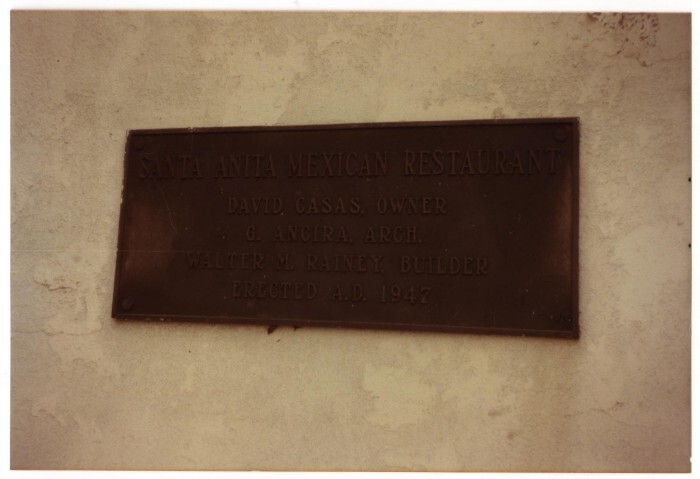 SANTA ANITA MEXICAN RESTAURANT
DAVID CASAS, OWNER
G. ANCIRA, ARCH.
WALTER M. RAINEY, BUILDER
ERECTED A.D. 1947